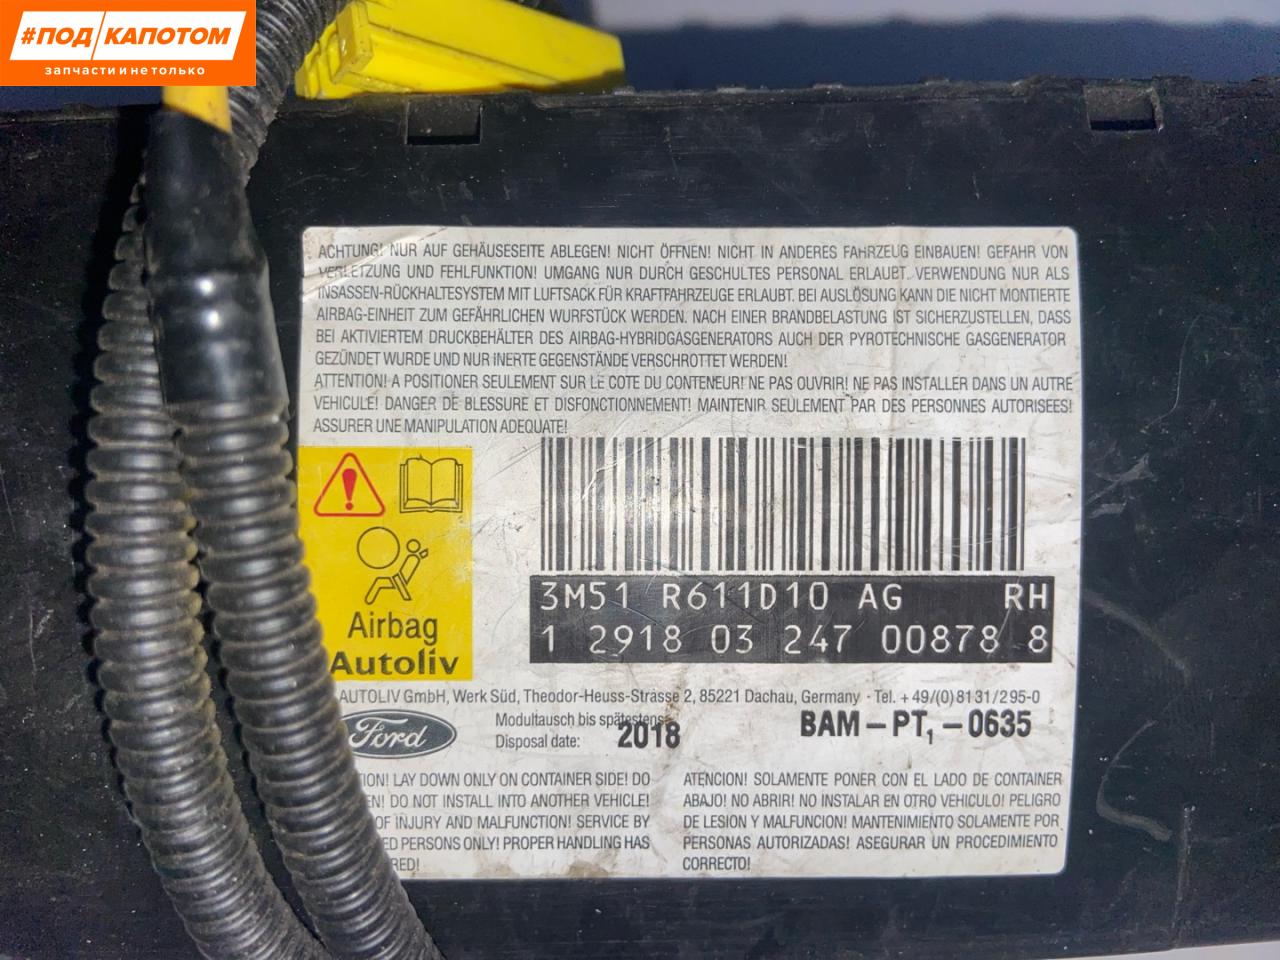 #ПОД КАПОТОМ
запчасти и не только
ACHTUNG! NUR AUF GEHÄUSESEITE ABLEGEN! NICHT ÖFFNEN! NICHT IN ANDERES FAHRZEUG EINBAUEN! GEFAHR VON
VERLETZUNG UND FEHLFUNKTION! UMGANG NUR DURCH GESCHULTES PERSONAL ERLAUBT. VERWENDUNG NUR ALS
INSASSEN-RÜCKHALTESYSTEM MIT LUFTSACK FÜR KRAFTFAHRZEUGE ERLAUBT. BEI AUSLÖSUNG KANN DIE NICHT MONTIERTE
AIRBAG-EINHEIT ZUM GEFÄHRLICHEN WURFSTÜCK WERDEN. NACH EINER BRANDBELASTUNG IST SICHERZUSTELLEN, DASS
BEI AKTIVIERTEM DRUCKBEHÄLTER DES AIRBAG-HYBRIDGASGENERATORS AUCH DER PYROTECHNISCHE GASGENERATOR
GEZÜNDET WURDE UND NUR INERTE GEGENSTÄNDE VERSCHROTTET WERDEN!
ATTENTION! A POSITIONER SEULEMENT SUR LE COTE DU CONTENEUR! NE PAS OUVRIR! NE PAS INSTALLER DANS UN AUTRE
VEHICULE! DANGER DE BLESSURE ET DISFONCTIONNEMENT! MAINTENIR SEULEMENT PAR DES PERSONNES AUTORISEES!
ASSURER UNE MANIPULATION ADEQUATE!
3M51 R611D10 AG RH
1 2918 03 247 00878 8
Airbag
Autoliv
AUTOLIV GmbH, Werk Süd, Theodor-Heuss-Strasse 2, 85221 Dachau, Germany · Tel. +49/(0)8131/295-0
Ford
Modultausch bis spätestens
Disposal date: 2018
BAM-PT₁-0635
TION! LAY DOWN ONLY ON CONTAINER SIDE! DO
EN! DO NOT INSTALL INTO ANOTHER VEHICLE!
OF INJURY AND MALFUNCTION! SERVICE BY
ED PERSONS ONLY! PROPER HANDLING HAS
RED!
ATENCION! SOLAMENTE PONER CON EL LADO DE CONTAINER
ABAJO! NO ABRIR! NO INSTALAR EN OTRO VEHICULO! PELIGRO
DE LESION Y MALFUNCION! MANTENIMIENTO SOLAMENTE POR
PERSONAS AUTORIZADAS! ASEGURAR UN PROCEDIMIENTO
CORRECTO!